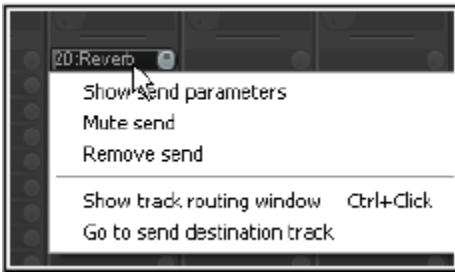 20:Reverb
Show send parameters
Mute send
Remove send
Show track routing window Ctrl+Click
Go to send destination track